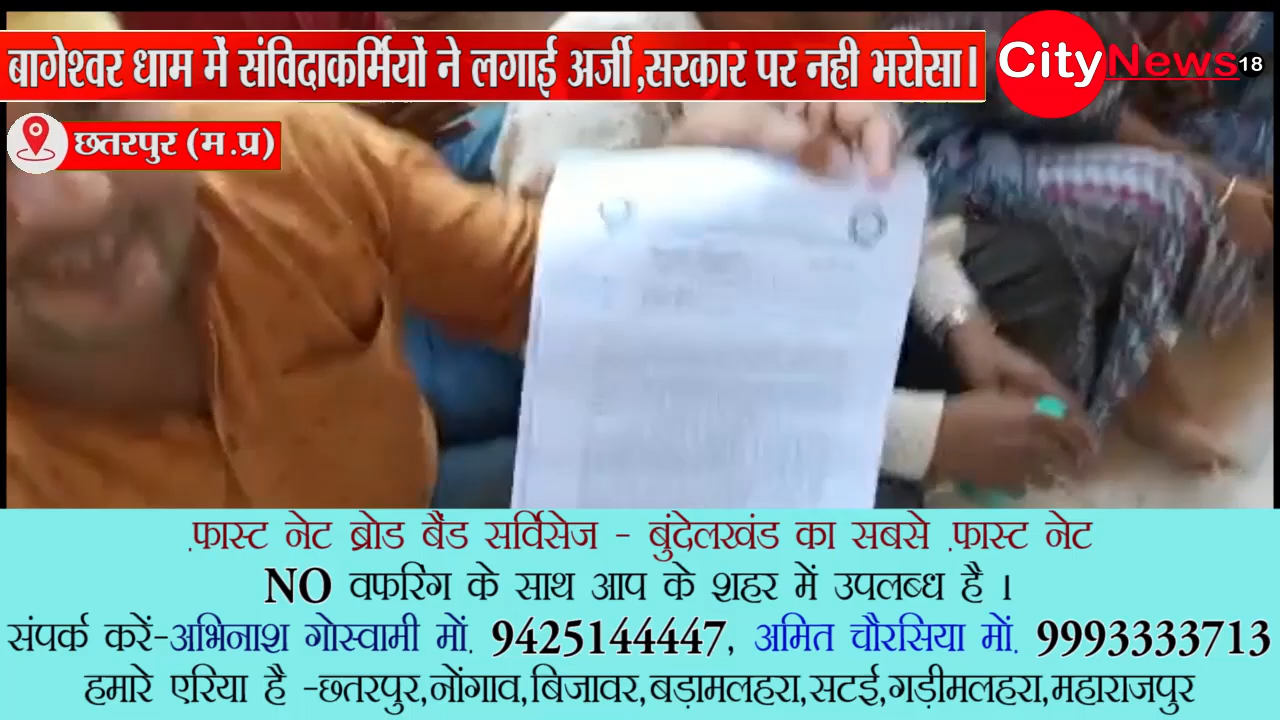 बागेश्वर धाम में संविदाकर्मियों ने लगाई अर्जी,सरकार पर नही भरोसा।
CityNews18
छतरपुर (म.प्र)
.फास्ट नेट ब्रोड बैंड सर्विसेज - बुंदेलखंड का सबसे .फास्ट नेट
NO वफरिंग के साथ आप के शहर में उपलब्ध है ।
संपर्क करें-अभिनाश गोस्वामी मों. 9425144447, अमित चौरसिया मों. 9993333713
हमारे एरिया है -छतरपुर,नोंगाव,बिजावर,बड़ामलहरा,सटई,गड़ीमलहरा,महाराजपुर